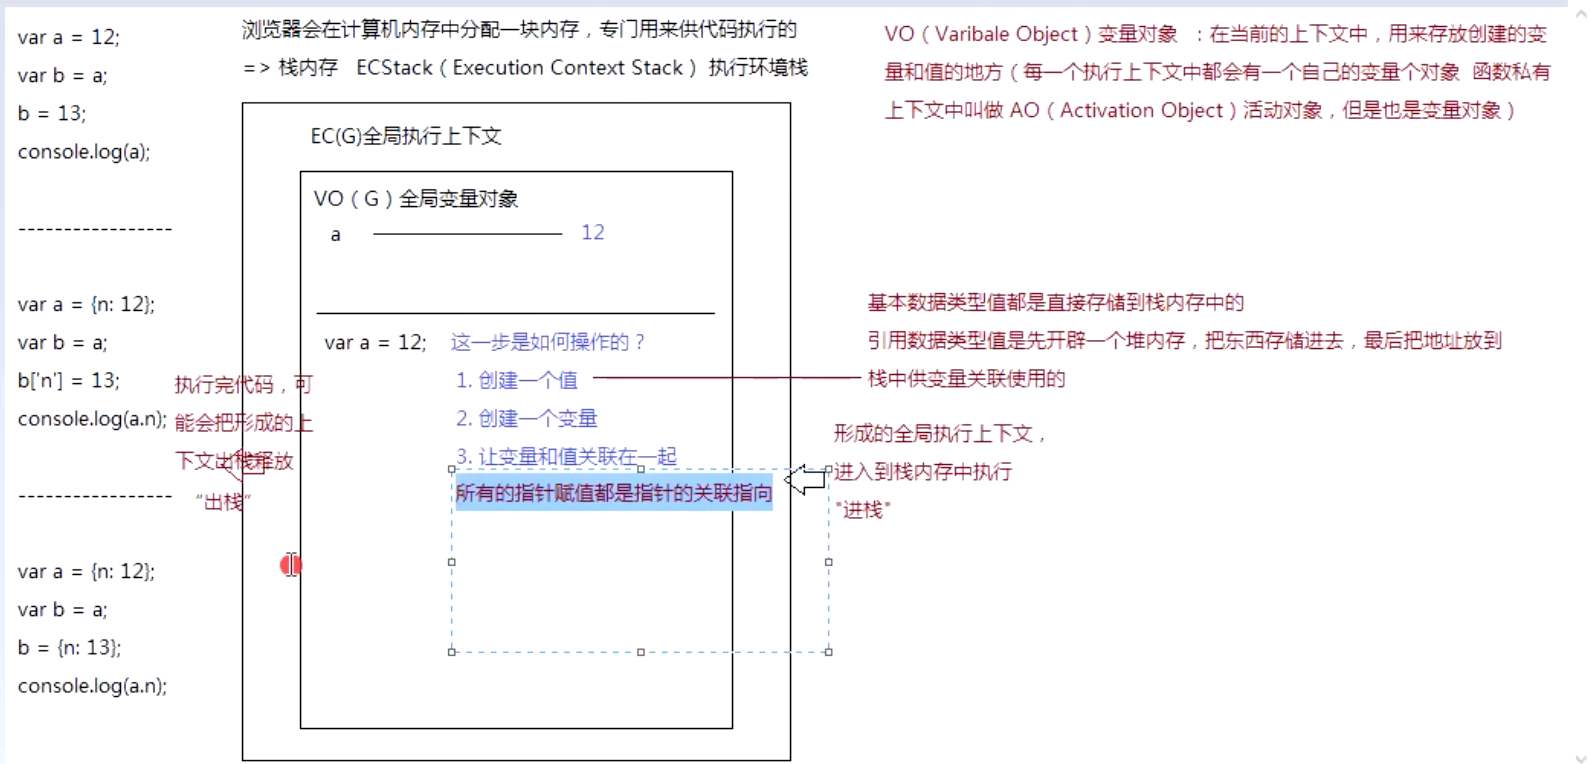 var a = 12;
var b = a;
b = 13;
console.log(a);
-----------------
var a = {n: 12};
var b = a;
b['n'] = 13;
console.log(a.n);
-----------------
var a = {n: 12};
var b = a;
b = {n: 13};
console.log(a.n);
浏览器会在计算机内存中分配一块内存，专门用来供代码执行的
=> 栈内存 ECStack（Execution Context Stack）执行环境栈
EC(G)全局执行上下文
VO（G）全局变量对象
a 12
var a = 12; 这一步是如何操作的？
1. 创建一个值
2. 创建一个变量
3. 让变量和值关联在一起
所有的指针赋值都是指针的关联指向
执行完代码，可
能会把形成的上
下文出栈释放
“出栈”
VO（Varibale Object）变量对象 ：在当前的上下文中，用来存放创建的变
量和值的地方（每一个执行上下文中都会有一个自己的变量个对象 函数私有
上下文中叫做 AO（Activation Object）活动对象，但是也是变量对象）
基本数据类型值都是直接存储到栈内存中的
引用数据类型值是先开辟一个堆内存，把东西存储进去，最后把地址放到
栈中供变量关联使用的
形成的全局执行上下文，
进入到栈内存中执行
"进栈"